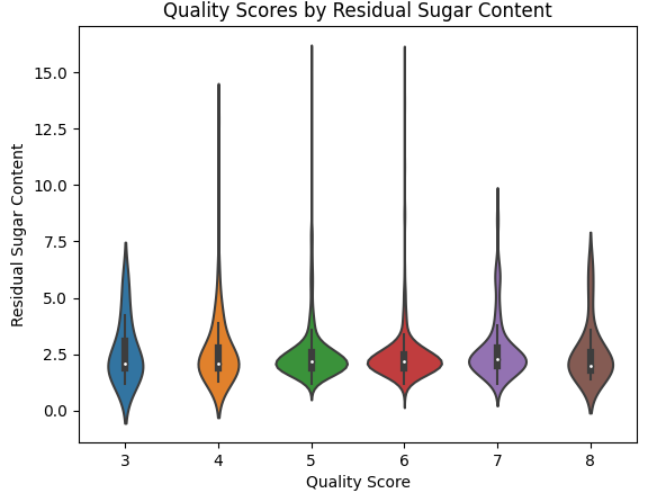 Quality Scores by Residual Sugar Content
Residual Sugar Content
15.0
12.5
10.0
7.5
5.0
2.5
0.0
3 4 5 6 7 8
Quality Score